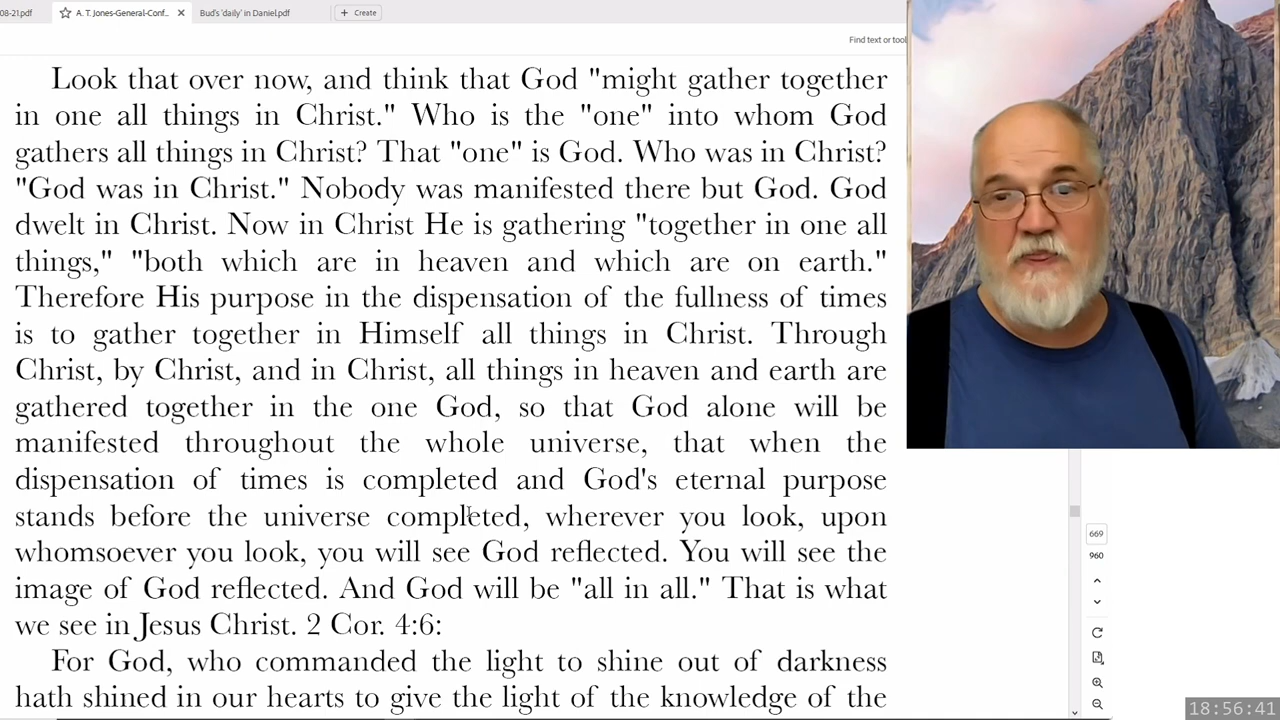 08-21.pdf
A. T. Jones-General-Conf...
Bud's 'daily' in Daniel.pdf
+ Create
Find text or tool
Look that over now, and think that God "might gather together
in one all things in Christ." Who is the "one" into whom God
gathers all things in Christ? That "one" is God. Who was in Christ?
"God was in Christ." Nobody was manifested there but God. God
dwelt in Christ. Now in Christ He is gathering "together in one all
things," "both which are in heaven and which are on earth."
Therefore His purpose in the dispensation of the fullness of times
is to gather together in Himself all things in Christ. Through
Christ, by Christ, and in Christ, all things in heaven and earth are
gathered together in the one God, so that God alone will be
manifested throughout the whole universe, that when the
dispensation of times is completed and God's eternal purpose
stands before the universe completed, wherever you look, upon
whomsoever you look, you will see God reflected. You will see the
image of God reflected. And God will be "all in all." That is what
we see in Jesus Christ. 2 Cor. 4:6:
For God, who commanded the light to shine out of darkness
hath shined in our hearts to give the light of the knowledge of the
669
960
18:56:41